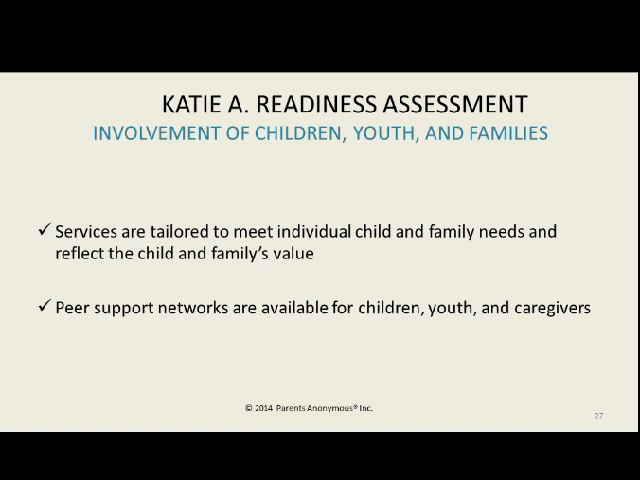 KATIE A. READINESS ASSESSMENT
INVOLVEMENT OF CHILDREN, YOUTH, AND FAMILIES
✓ Services are tailored to meet individual child and family needs and
reflect the child and family's value
✓ Peer support networks are available for children, youth, and caregivers
© 2014 Parents Anonymous® Inc.
27